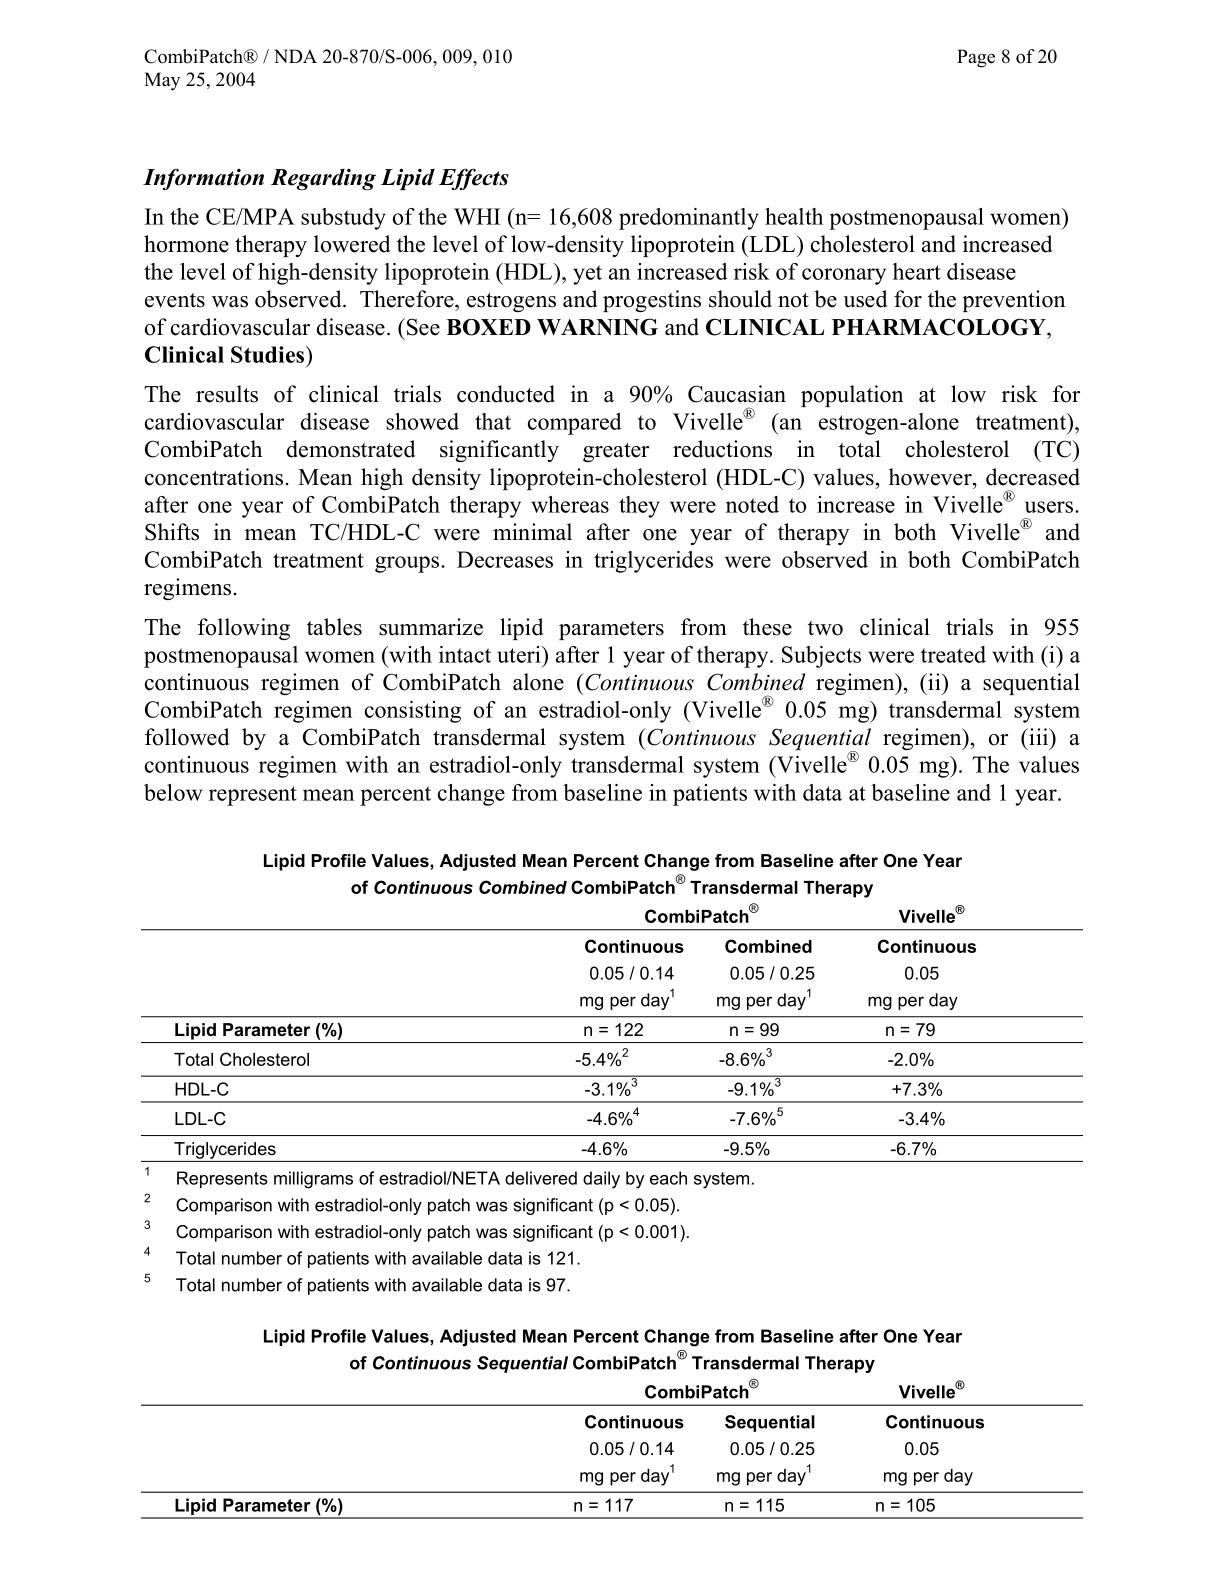 CombiPatch® / NDA 20-870/S-006, 009, 010 Page 8 of 20
May 25, 2004
Information Regarding Lipid Effects
In the CE/MPA substudy of the WHI (n= 16,608 predominantly health postmenopausal women)
hormone therapy lowered the level of low-density lipoprotein (LDL) cholesterol and increased
the level of high-density lipoprotein (HDL), yet an increased risk of coronary heart disease
events was observed. Therefore, estrogens and progestins should not be used for the prevention
of cardiovascular disease. (See BOXED WARNING and CLINICAL PHARMACOLOGY,
Clinical Studies)
The results of clinical trials conducted in a 90% Caucasian population at low risk for
cardiovascular disease showed that compared to Vivelle® (an estrogen-alone treatment),
CombiPatch demonstrated significantly greater reductions in total cholesterol (TC)
concentrations. Mean high density lipoprotein-cholesterol (HDL-C) values, however, decreased
after one year of CombiPatch therapy whereas they were noted to increase in Vivelle® users.
Shifts in mean TC/HDL-C were minimal after one year of therapy in both Vivelle® and
CombiPatch treatment groups. Decreases in triglycerides were observed in both CombiPatch
regimens.
The following tables summarize lipid parameters from these two clinical trials in 955
postmenopausal women (with intact uteri) after 1 year of therapy. Subjects were treated with (i) a
continuous regimen of CombiPatch alone (Continuous Combined regimen), (ii) a sequential
CombiPatch regimen consisting of an estradiol-only (Vivelle® 0.05 mg) transdermal system
followed by a CombiPatch transdermal system (Continuous Sequential regimen), or (iii) a
continuous regimen with an estradiol-only transdermal system (Vivelle® 0.05 mg). The values
below represent mean percent change from baseline in patients with data at baseline and 1 year.
Lipid Profile Values, Adjusted Mean Percent Change from Baseline after One Year
of Continuous Combined CombiPatch® Transdermal Therapy
CombiPatch® Vivelle®
Continuous Combined Continuous
0.05 / 0.14 0.05 / 0.25 0.05
mg per day1 mg per day1 mg per day
Lipid Parameter (%) n = 122 n = 99 n = 79
Total Cholesterol -5.4%2 -8.6%3 -2.0%
HDL-C -3.1%3 -9.1%3 +7.3%
LDL-C -4.6%4 -7.6%5 -3.4%
Triglycerides -4.6% -9.5% -6.7%
1 Represents milligrams of estradiol/NETA delivered daily by each system.
2 Comparison with estradiol-only patch was significant (p < 0.05).
3 Comparison with estradiol-only patch was significant (p < 0.001).
4 Total number of patients with available data is 121.
5 Total number of patients with available data is 97.
Lipid Profile Values, Adjusted Mean Percent Change from Baseline after One Year
of Continuous Sequential CombiPatch® Transdermal Therapy
CombiPatch® Vivelle®
Continuous Sequential Continuous
0.05 / 0.14 0.05 / 0.25 0.05
mg per day1 mg per day1 mg per day
Lipid Parameter (%) n = 117 n = 115 n = 105